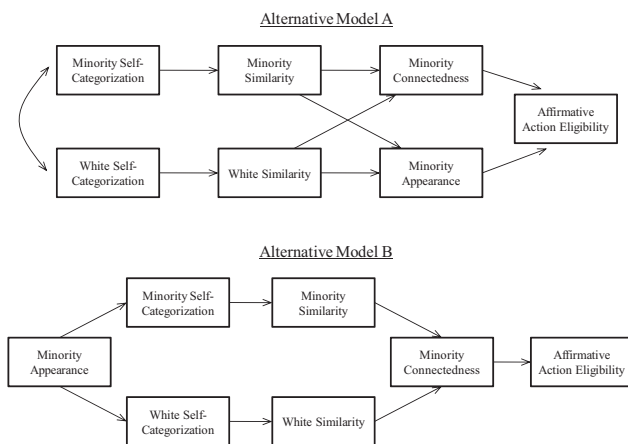 Alternative Model A
Minority Self-
Categorization
Minority
Similarity
Minority
Connectedness
Affirmative
Action Eligibility
White Self-
Categorization
White Similarity
Minority
Appearance
Alternative Model B
Minority Self-
Categorization
Minority
Similarity
Minority
Appearance
Minority
Connectedness
Affirmative
Action Eligibility
White Self-
Categorization
White Similarity